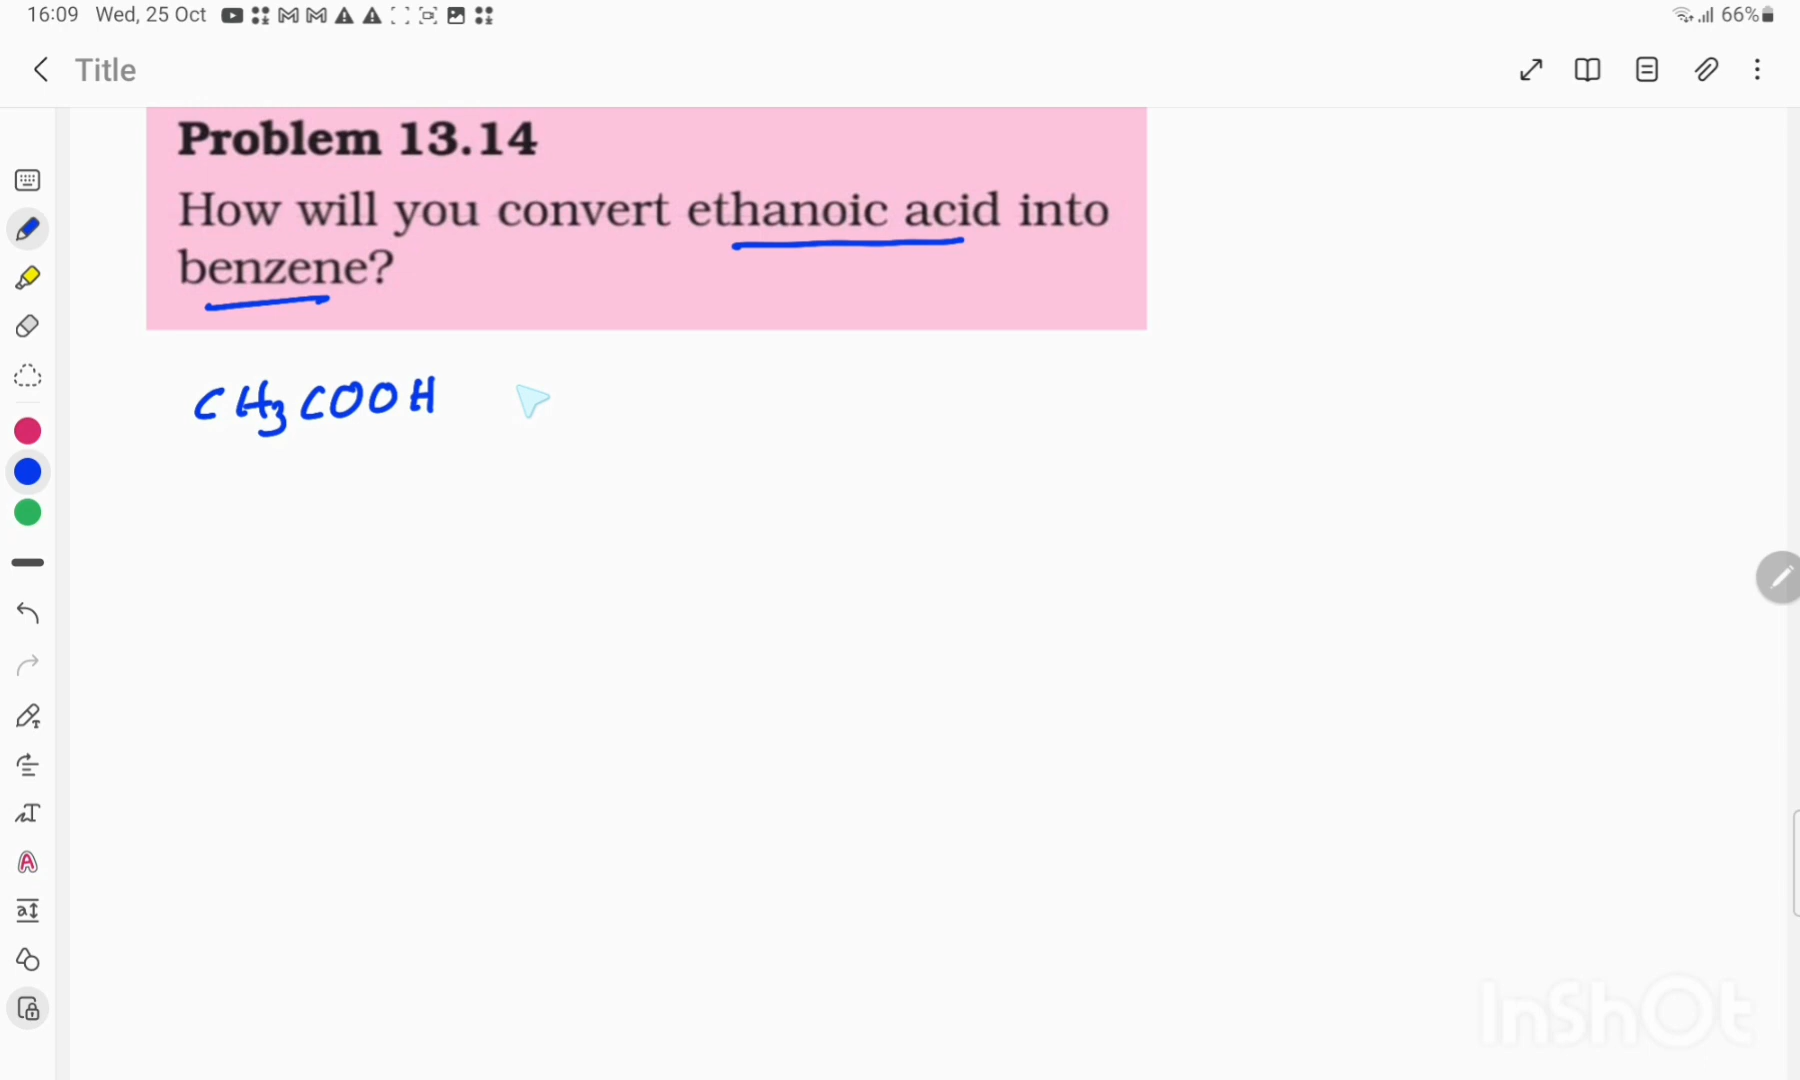 16:09 Wed, 25 Oct 66%
Title
Problem 13.14
How will you convert ethanoic acid into
benzene?
CH₃COOH
InShOt